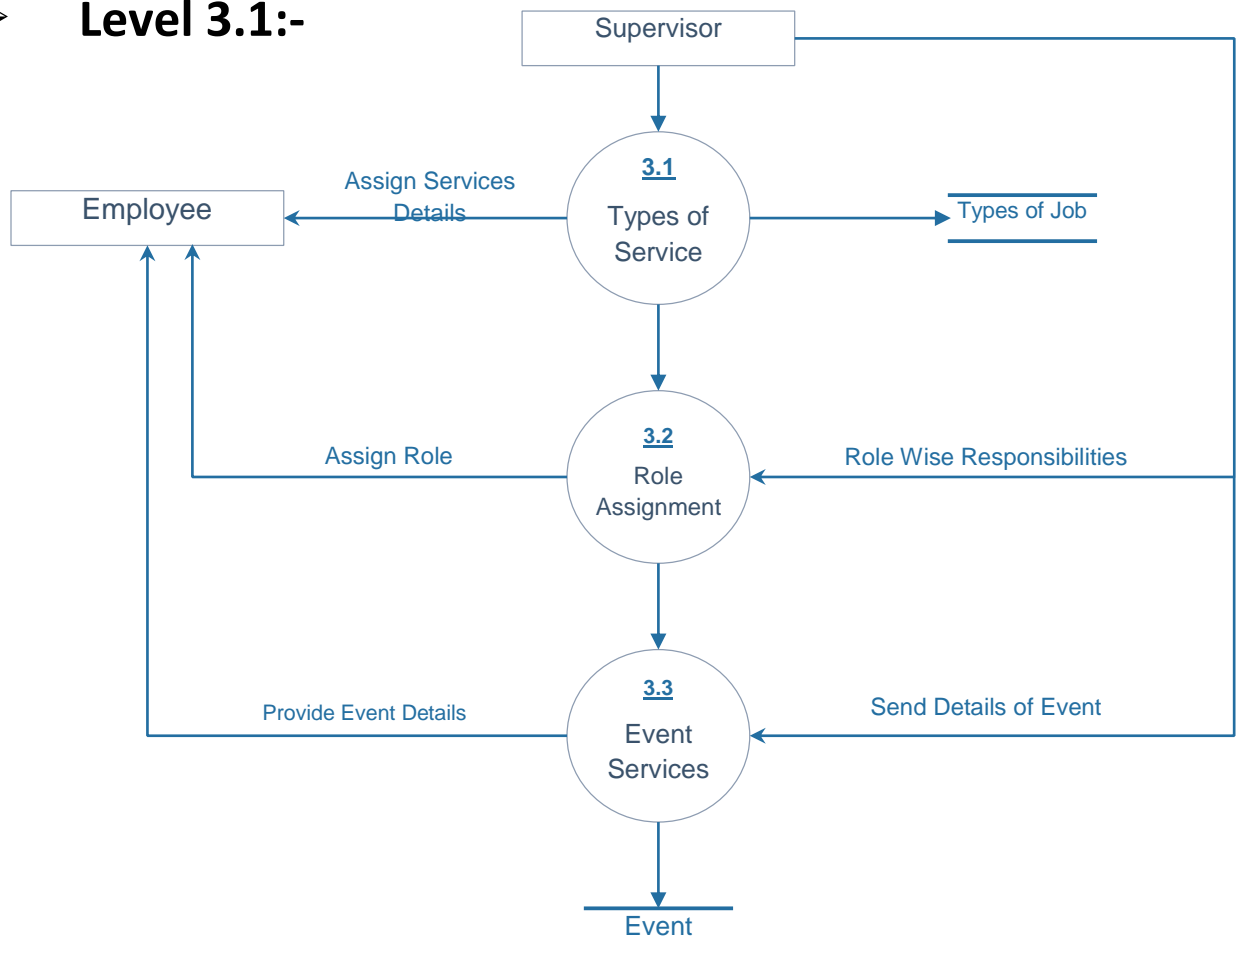 Level 3.1:-
Supervisor
3.1
Types of
Service
Assign Services
Details
Employee
Types of Job
3.2
Role
Assignment
Assign Role
Role Wise Responsibilities
3.3
Event
Services
Provide Event Details
Send Details of Event
Event